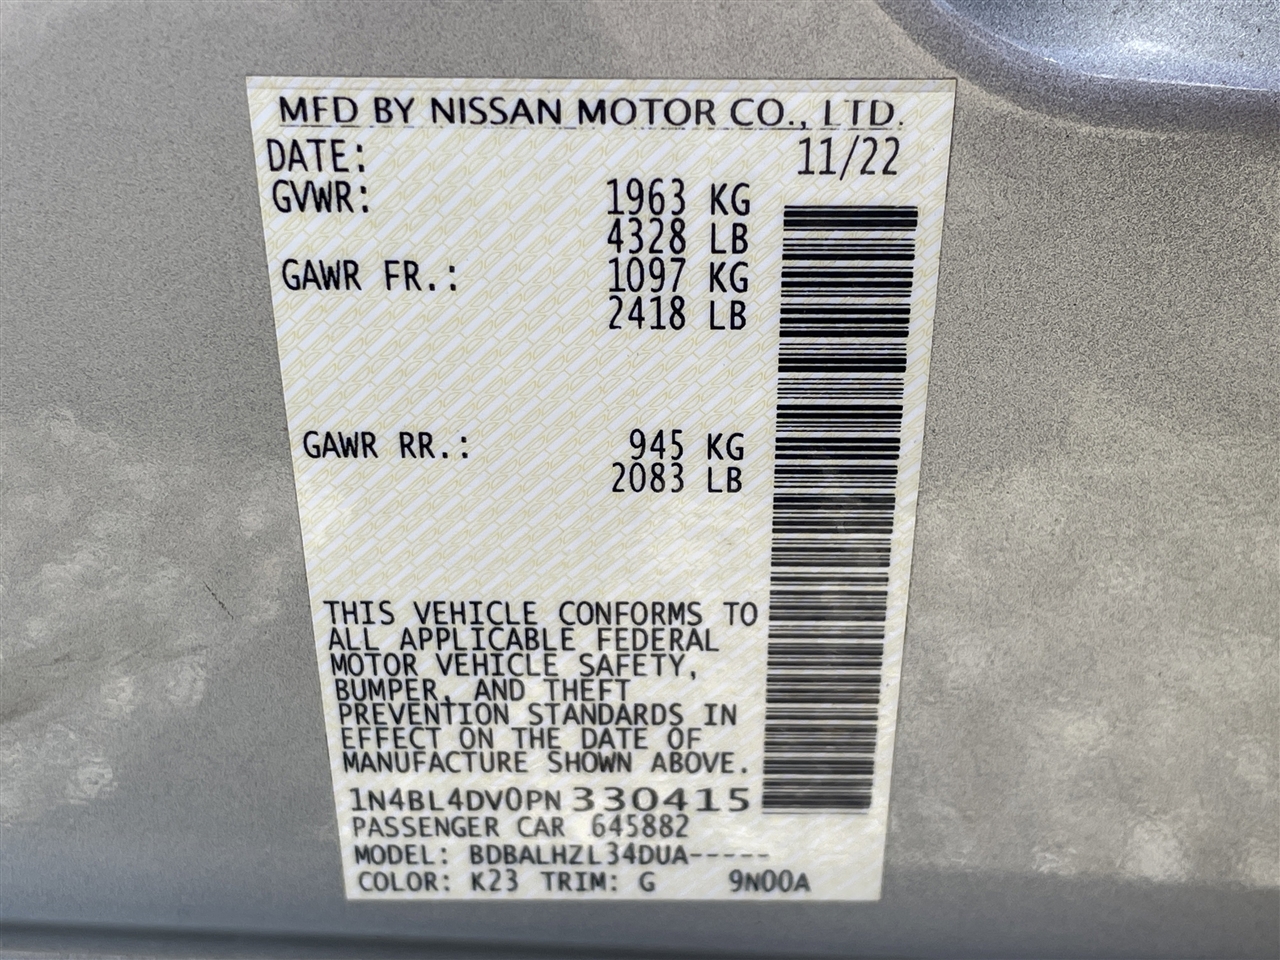 MFD BY NISSAN MOTOR CO., LTD.
DATE: 11/22
GVWR: 1963 KG
4328 LB
GAWR FR.: 1097 KG
2418 LB
GAWR RR.: 945 KG
2083 LB
THIS VEHICLE CONFORMS TO
ALL APPLICABLE FEDERAL
MOTOR VEHICLE SAFETY,
BUMPER, AND THEFT
PREVENTION STANDARDS IN
EFFECT ON THE DATE OF
MANUFACTURE SHOWN ABOVE.
1N4BL4DV0PN330415
PASSENGER CAR 645882
MODEL: BDBALHZL34DUA-----
COLOR: K23 TRIM: G 9N00A